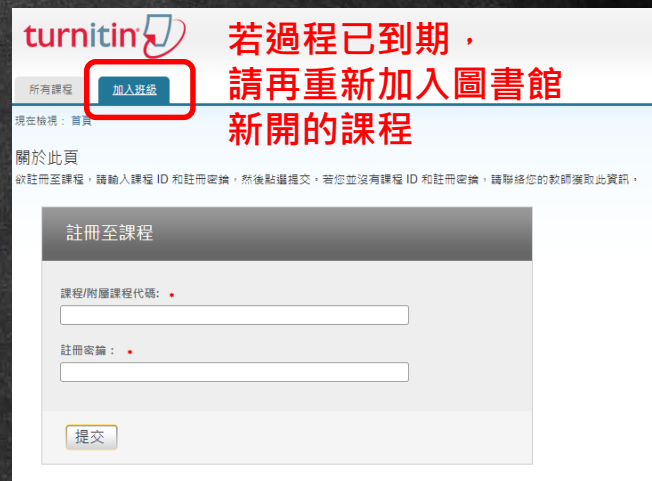 turnitin
若過程已到期，
請再重新加入圖書館
新開的課程
所有課程 加入班級
現在檢視： 首頁
關於此頁
欲註冊至課程，請輸入課程 ID 和註冊密鑰，然後點選提交。若您並沒有課程 ID 和註冊密鑰，請聯絡您的教師獲取此資訊。
註冊至課程
課程/附屬課程代碼: *
註冊密鑰： *
提交